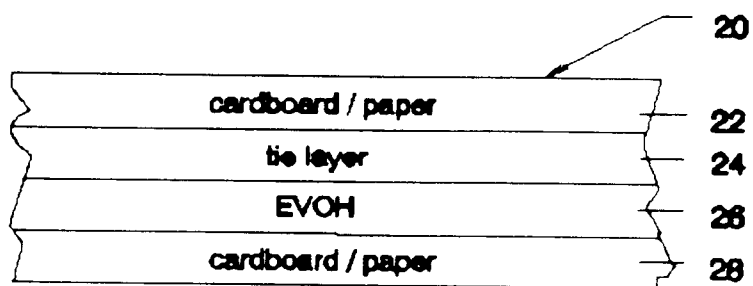 20
cardboard / paper 22
tie layer 24
EVOH 26
cardboard / paper 28